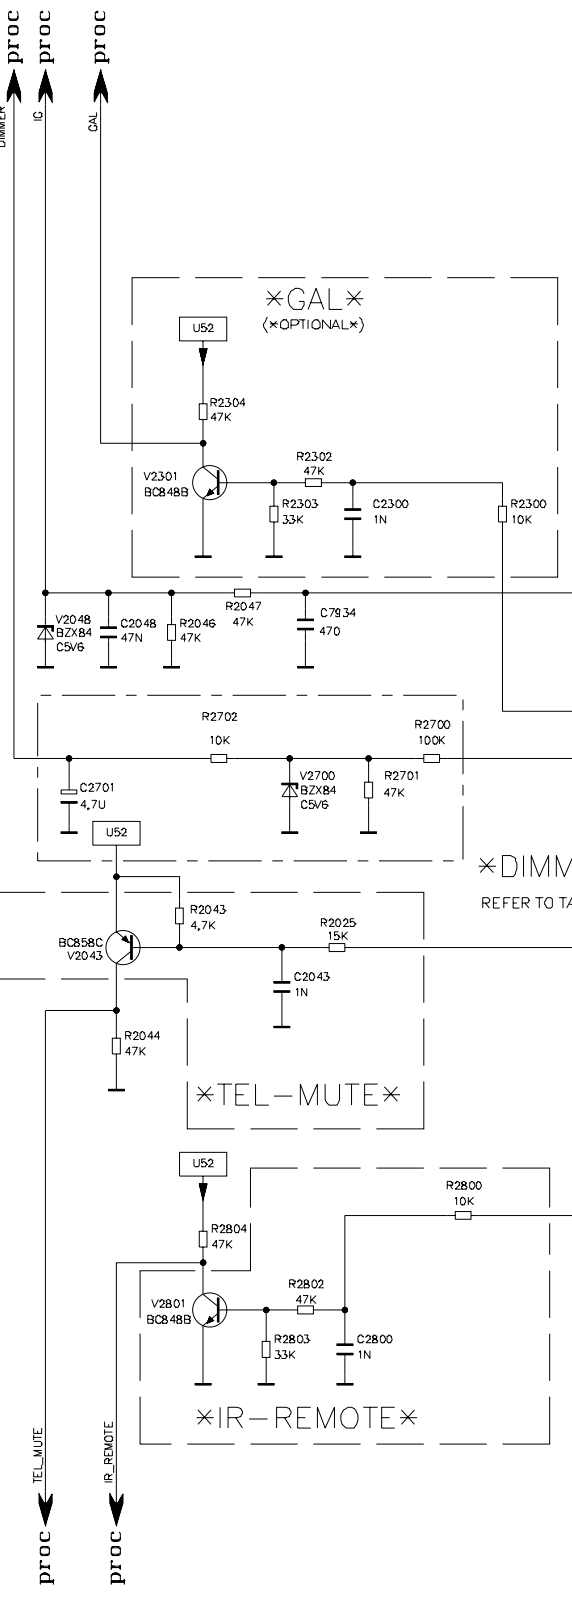 proc
proc
proc
DIMMER
IG
GAL
*GAL*
(*OPTIONAL*)
U52
R2304
47K
V2301
BC848B
R2302
47K
R2303
33K
C2300
1N
R2300
10K
V2048
BZX84
C5V6
C2048
47N
R2046
47K
R2047
47K
C7934
470
R2702
10K
R2700
100K
C2701
4,7U
V2700
BZX84
C5V6
R2701
47K
U52
*DIMM
REFER TO TA
R2043
4,7K
BC858C
V2043
R2025
15K
C2043
1N
R2044
47K
*TEL-MUTE*
U52
R2800
10K
R2804
47K
V2801
BC848B
R2802
47K
R2803
33K
C2800
1N
*IR-REMOTE*
TEL_MUTE
IR_REMOTE
proc
proc